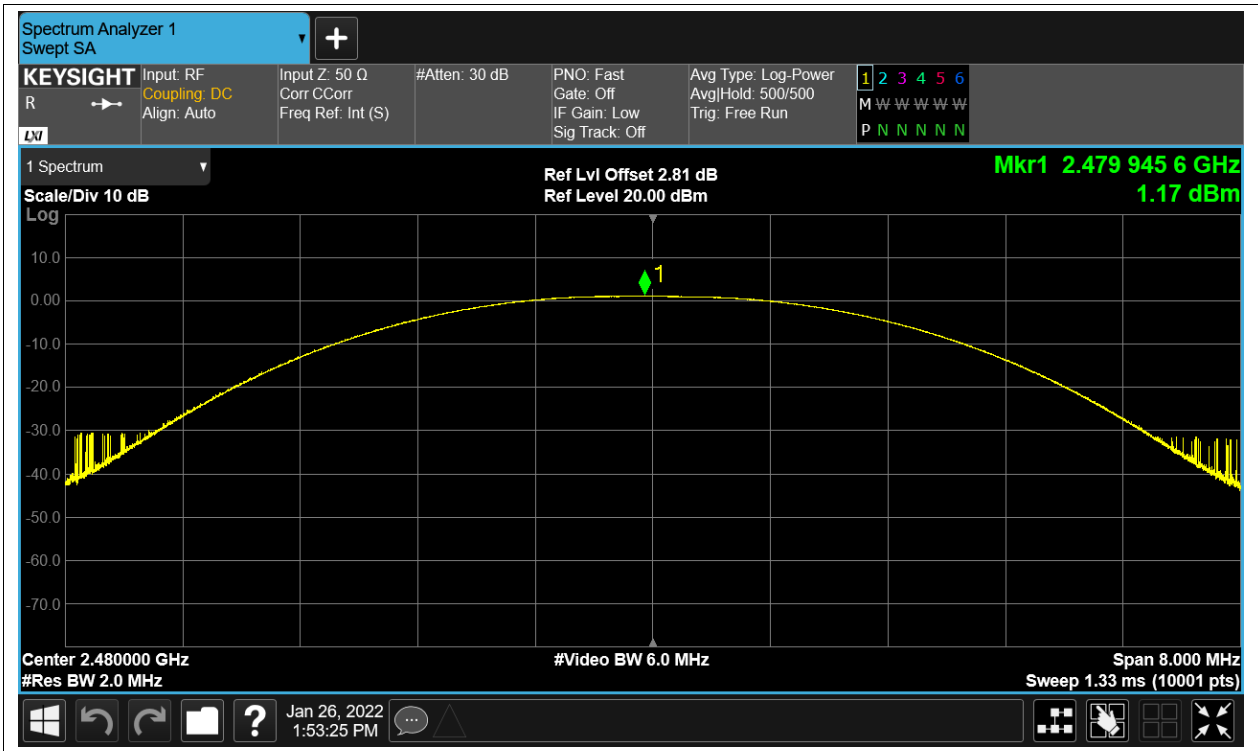 Spectrum Analyzer 1
Swept SA
KEYSIGHT
R
LXI
Input: RF
Coupling: DC
Align: Auto
Input Z: 50 Ω
Corr CCorr
Freq Ref: Int (S)
#Atten: 30 dB
PNO: Fast
Gate: Off
IF Gain: Low
Sig Track: Off
Avg Type: Log-Power
Avg|Hold: 500/500
Trig: Free Run
1 2 3 4 5 6
M W W W W W
P N N N N N
1 Spectrum
Scale/Div 10 dB
Log
Ref Lvl Offset 2.81 dB
Ref Level 20.00 dBm
Mkr1 2.479 945 6 GHz
1.17 dBm
1
10.0
0.00
-10.0
-20.0
-30.0
-40.0
-50.0
-60.0
-70.0
Center 2.480000 GHz
#Res BW 2.0 MHz
#Video BW 6.0 MHz
Span 8.000 MHz
Sweep 1.33 ms (10001 pts)
?
Jan 26, 2022
1:53:25 PM